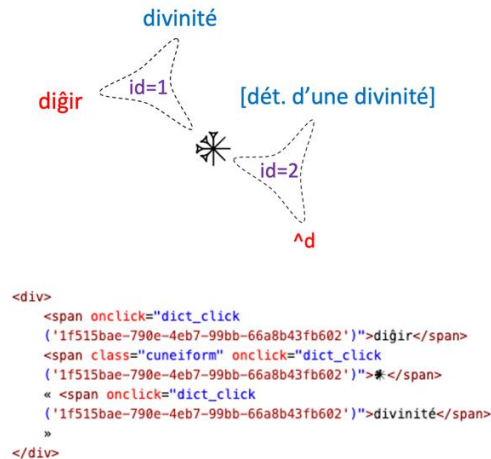 divinité
diĝir
id=1
[dét. d’une divinité]
𒀭
id=2
^d
<div>
<span onclick="dict_click
('1f515bae-790e-4eb7-99bb-66a8b43fb602')">diĝir</span>
<span class="cuneiform" onclick="dict_click
('1f515bae-790e-4eb7-99bb-66a8b43fb602')">𒀭</span>
« <span onclick="dict_click
('1f515bae-790e-4eb7-99bb-66a8b43fb602')">divinité</span>
»
</div>